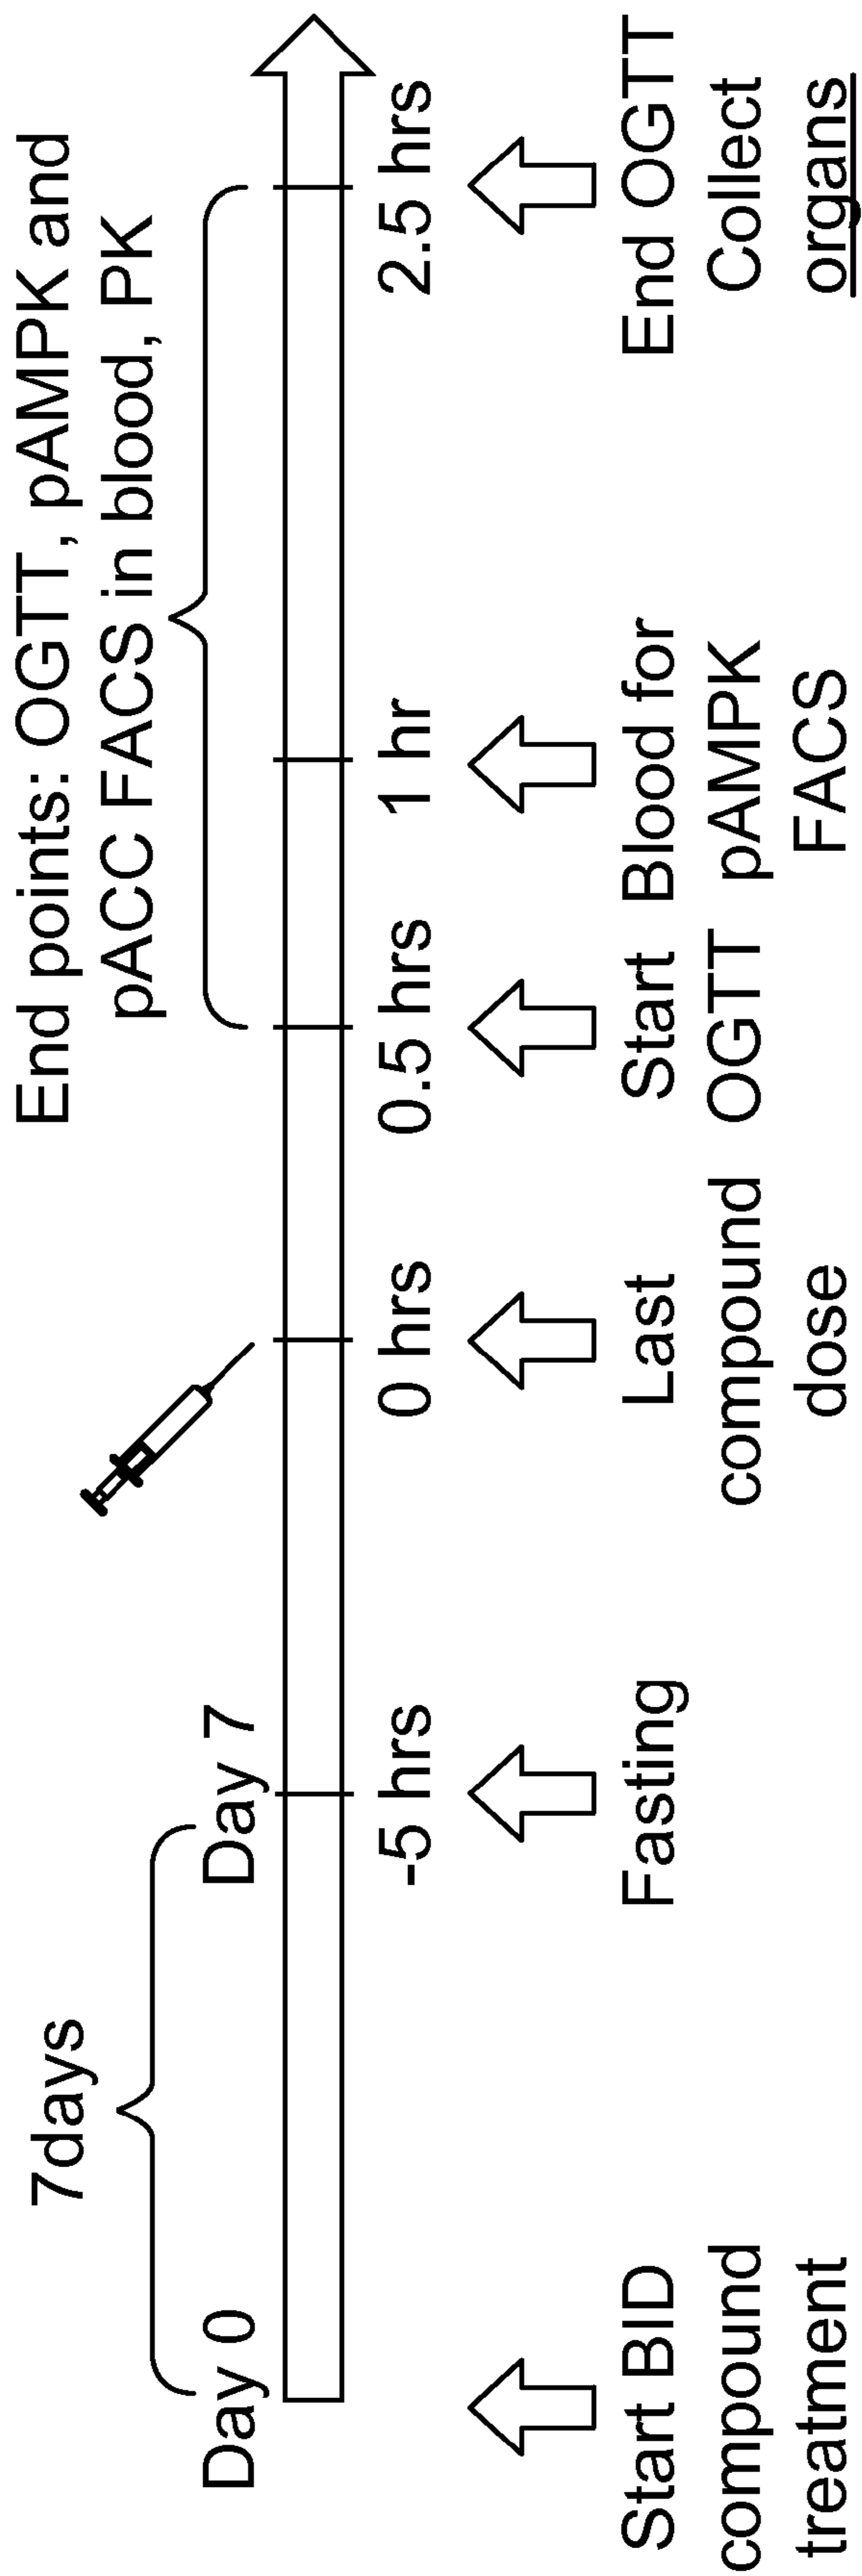 7days
End points: OGTT, pAMPK and
pACC FACS in blood, PK
Day 0
Day 7
-5 hrs
0 hrs
0.5 hrs
1 hr
2.5 hrs
Start BID
compound
treatment
Fasting
Last
compound
dose
Start
OGTT
Blood for
pAMPK
FACS
End OGTT
Collect
organs